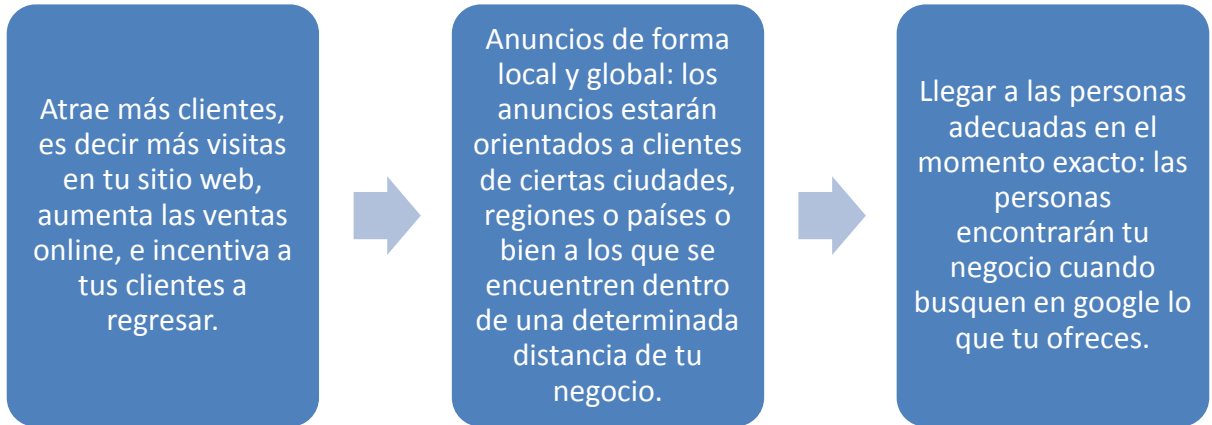 Atrae más clientes,
es decir más visitas
en tu sitio web,
aumenta las ventas
online, e incentiva a
tus clientes a
regresar.
Anuncios de forma
local y global: los
anuncios estarán
orientados a clientes
de ciertas ciudades,
regiones o países o
bien a los que se
encuentren dentro
de una determinada
distancia de tu
negocio.
Llegar a las personas
adecuadas en el
momento exacto: las
personas
encontrarán tu
negocio cuando
busquen en google lo
que tu ofreces.